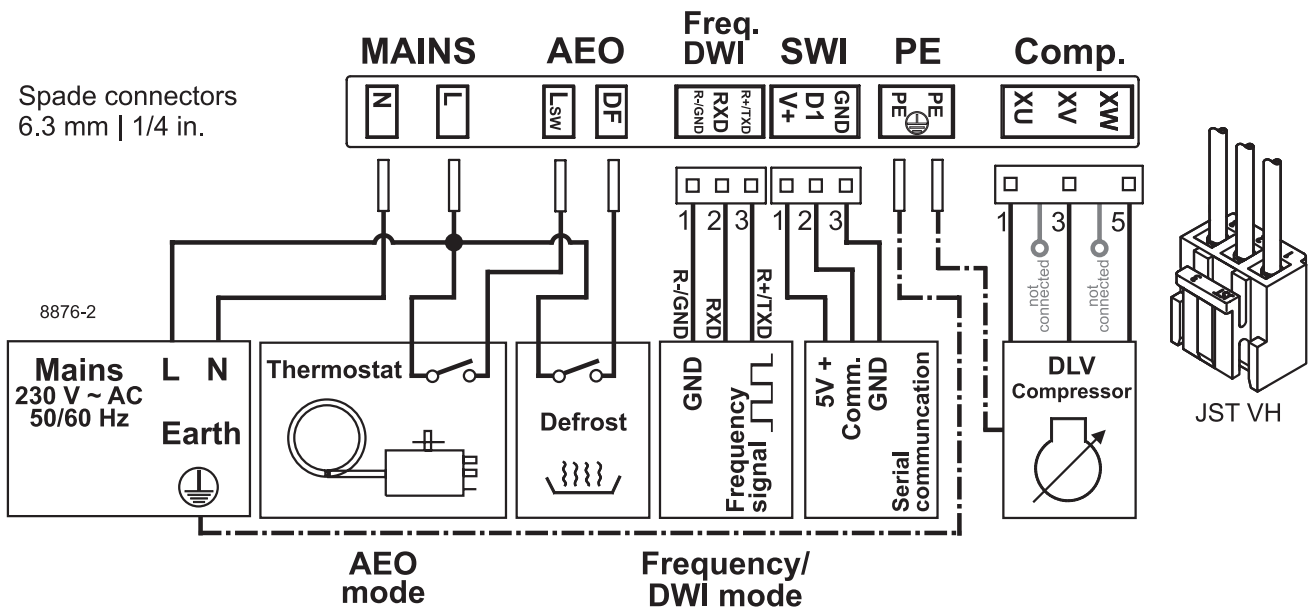 MAINS
AEO
Freq.
DWI
SWI
PE
Comp.
Spade connectors
6.3 mm | 1/4 in.
N
L
Lsw
DF
R-/GND
RXD
R+/TXD
V+
D1
GND
PE
PE
XU
XV
XW
1 2 3
1 2 3
1 3 5
R-/GND
RXD
R+/TXD
not
connected
not
connected
8876-2
Mains
230 V ~ AC
50/60 Hz
L N
Earth
Thermostat
Defrost
GND
Frequency
signal
5V +
Comm.
GND
Serial
communcation
DLV
Compressor
JST VH
AEO
mode
Frequency/
DWI mode